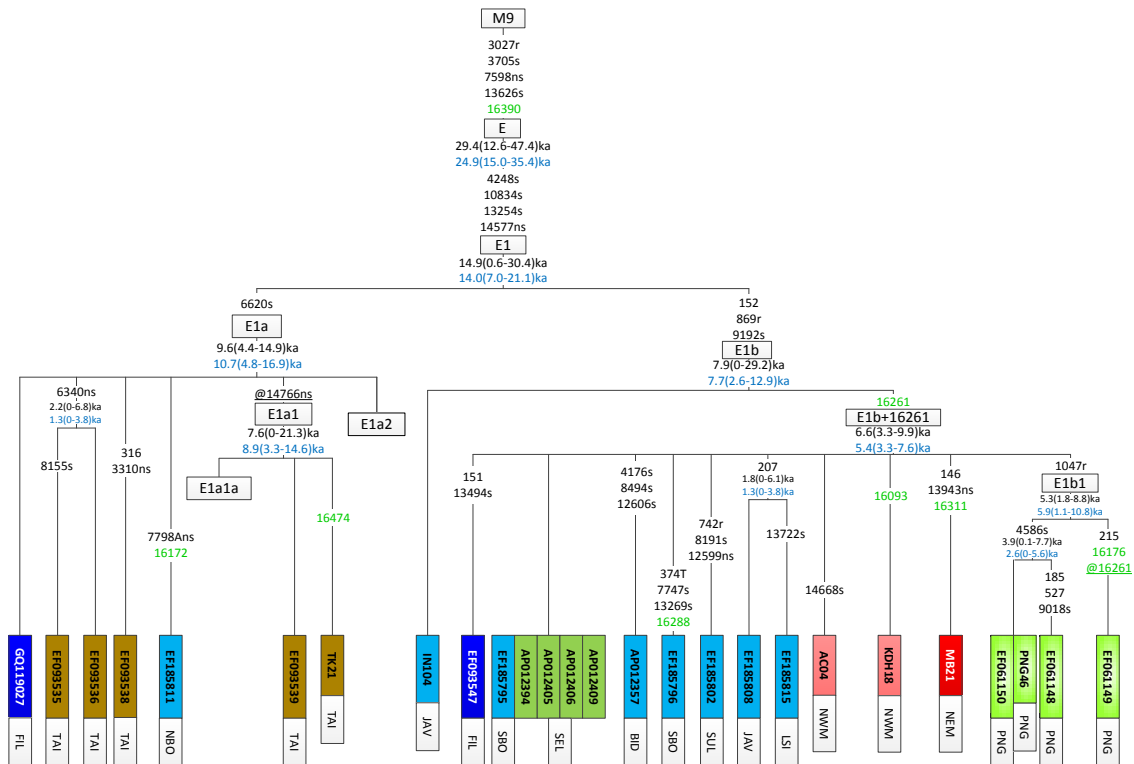 M9
3027r
3705s
7598ns
13626s
16390
E
29.4(12.6-47.4)ka
24.9(15.0-35.4)ka
4248s
10834s
13254s
14577ns
E1
14.9(0.6-30.4)ka
14.0(7.0-21.1)ka
6620s
E1a
9.6(4.4-14.9)ka
10.7(4.8-16.9)ka
152
869r
9192s
E1b
7.9(0-29.2)ka
7.7(2.6-12.9)ka
6340ns
2.2(0-6.8)ka
1.3(0-3.8)ka
8155s
316
3310ns
7798Ans
16172
@14766ns
E1a1
7.6(0-21.3)ka
8.9(3.3-14.6)ka
E1a2
E1a1a
16474
16261
E1b+16261
6.6(3.3-9.9)ka
5.4(3.3-7.6)ka
151
13494s
4176s
8494s
12606s
374T
7747s
13269s
16288
742r
8191s
12599ns
207
1.8(0-6.1)ka
1.3(0-3.8)ka
13722s
14668s
16093
146
13943ns
16311
1047r
E1b1
5.3(1.8-8.8)ka
5.9(1.1-10.8)ka
4586s
3.9(0.1-7.7)ka
2.6(0-5.6)ka
185
527
9018s
215
16176
@16261
GQ119027
EF093535
EF093536
EF093538
EF185811
EF093539
TK21
IN104
EF093547
EF185795
AP012394
AP012405
AP012406
AP012409
AP012357
EF185796
EF185802
EF185808
EF185815
AC04
KDH18
MB21
EF061150
PNG46
EF061148
EF061149
FIL
TAI
TAI
TAI
NBO
TAI
TAI
JAV
FIL
SBO
SEL
BID
SBO
SUL
JAV
LSI
NWM
NWM
NEM
PNG
PNG
PNG
PNG